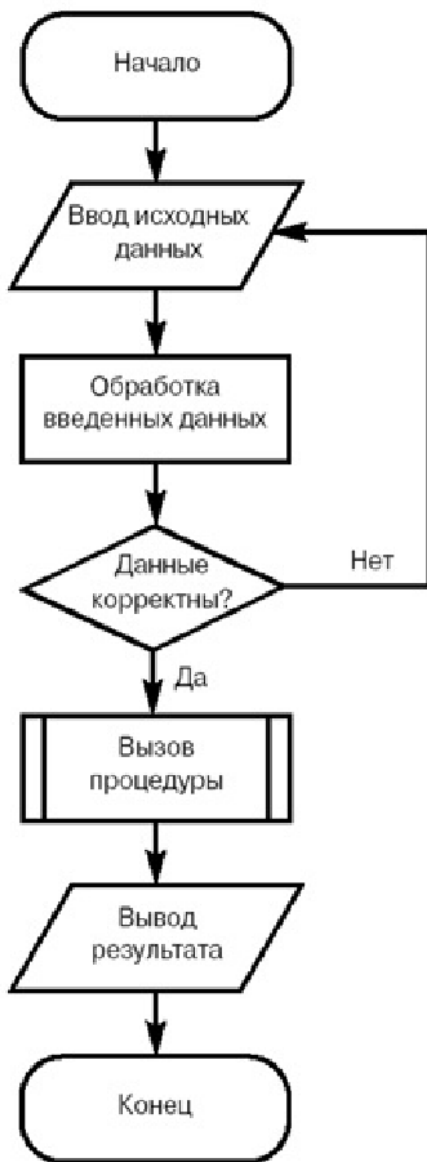 Начало
Ввод исходных
данных
Обработка
введенных данных
Данные
корректны?
Нет
Да
Вызов
процедуры
Вывод
результата
Конец